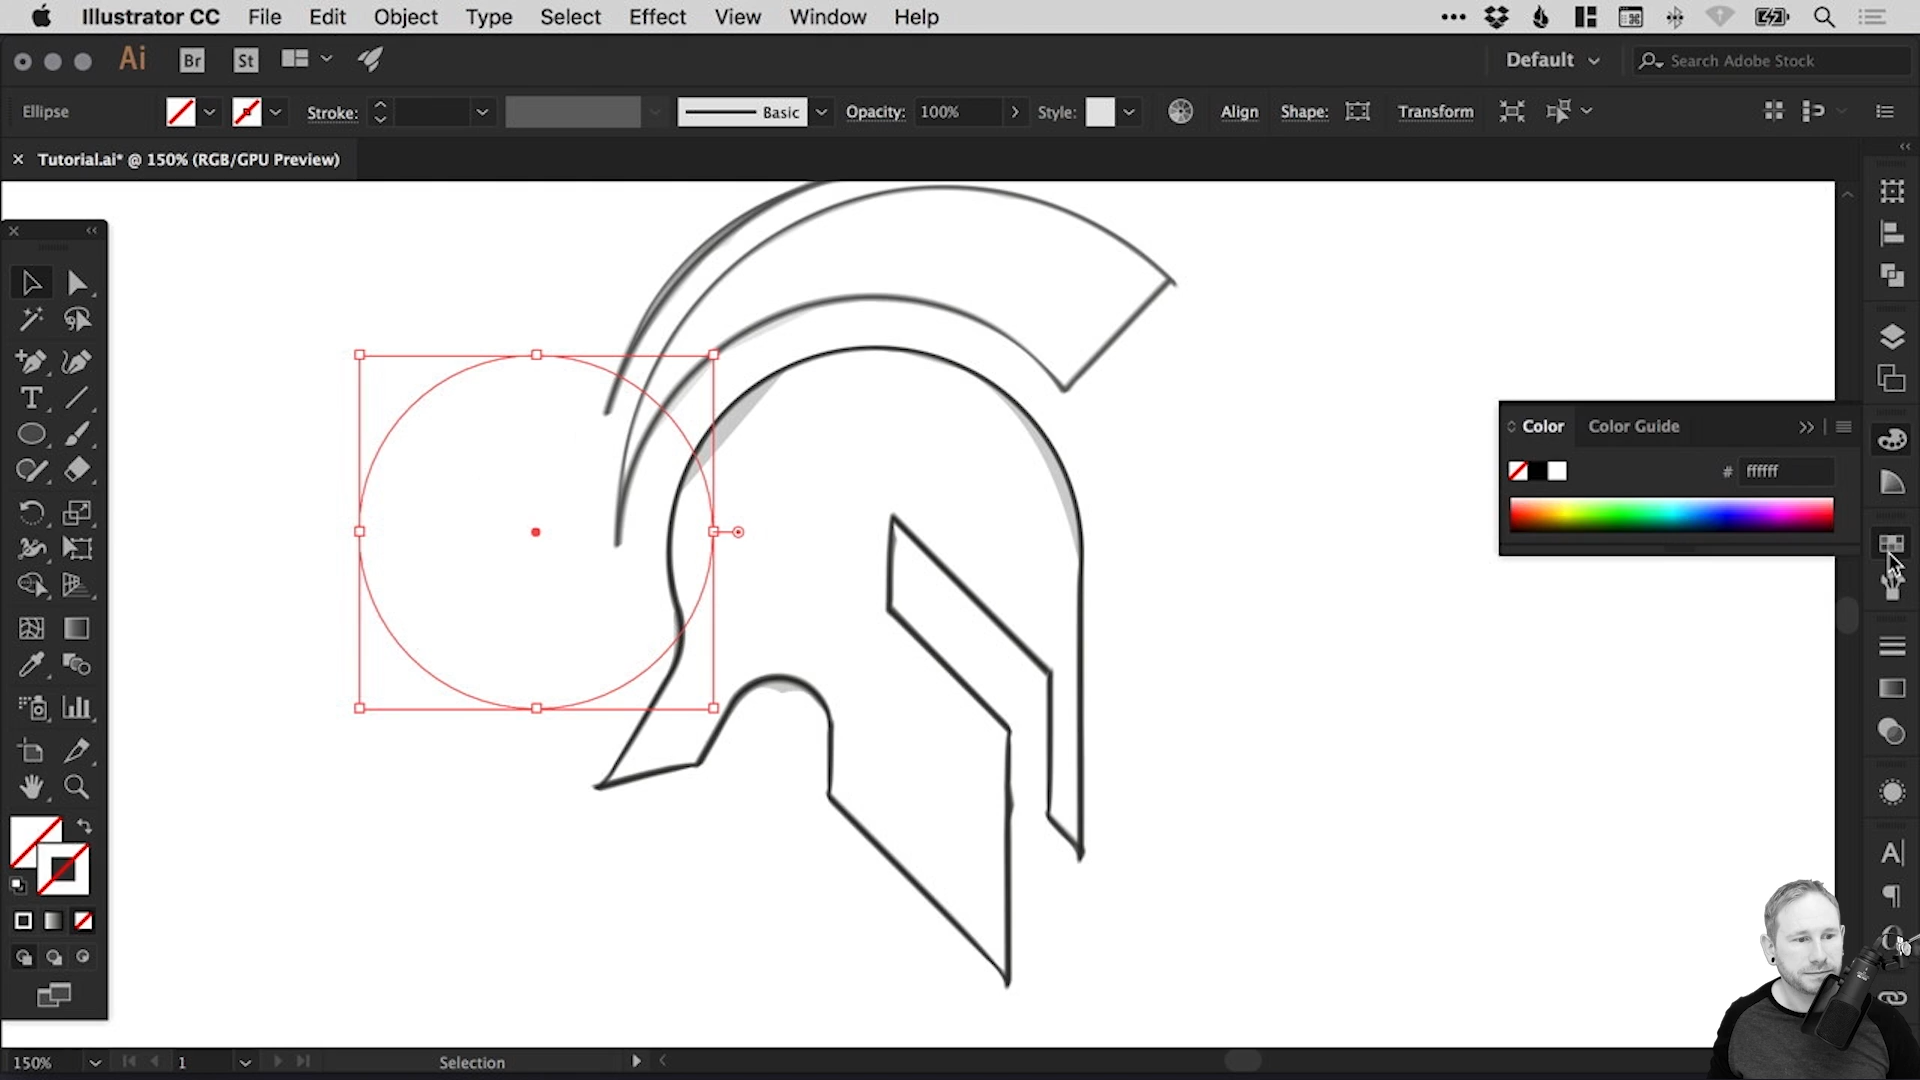 Illustrator CC File Edit Object Type Select Effect View Window Help
Ai Br St Default Search Adobe Stock
Ellipse Stroke: Basic Opacity: 100% Style: Align Shape: Transform
Tutorial.ai* @ 150% (RGB/GPU Preview)
Color Color Guide
# ffffff
150% 1 Selection